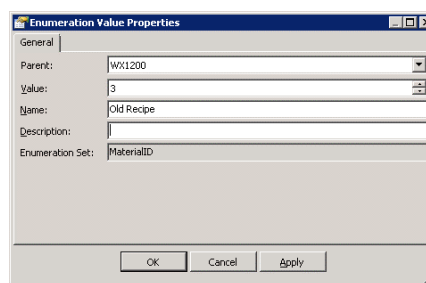 Enumeration Value Properties
General
Parent: WX1200
Value: 3
Name: Old Recipe
Description:
Enumeration Set: MaterialID
OK Cancel Apply